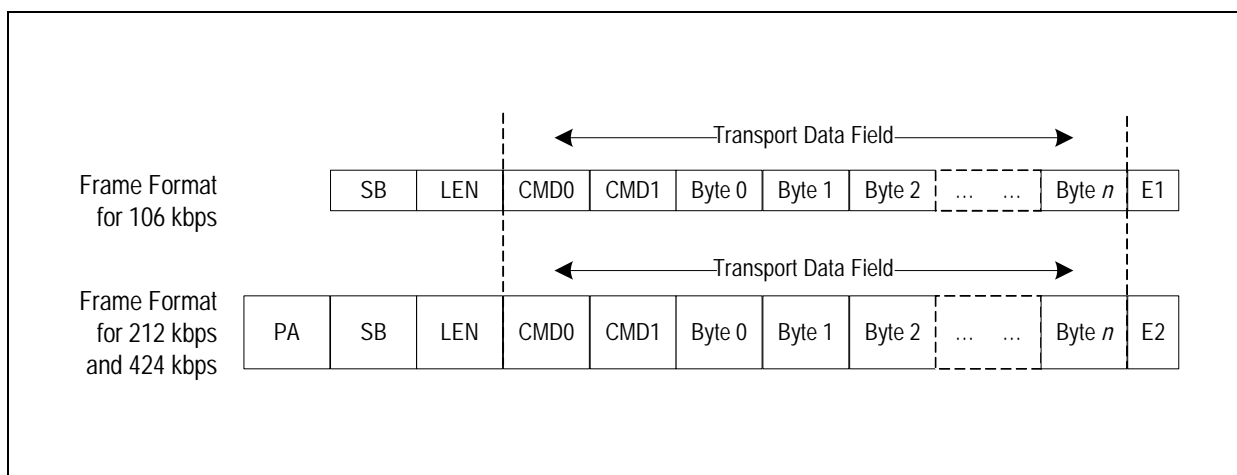 Transport Data Field
Frame Format
for 106 kbps
SB LEN CMD0 CMD1 Byte 0 Byte 1 Byte 2 ... ... Byte n E1
Transport Data Field
Frame Format
for 212 kbps
and 424 kbps
PA SB LEN CMD0 CMD1 Byte 0 Byte 1 Byte 2 ... ... Byte n E2